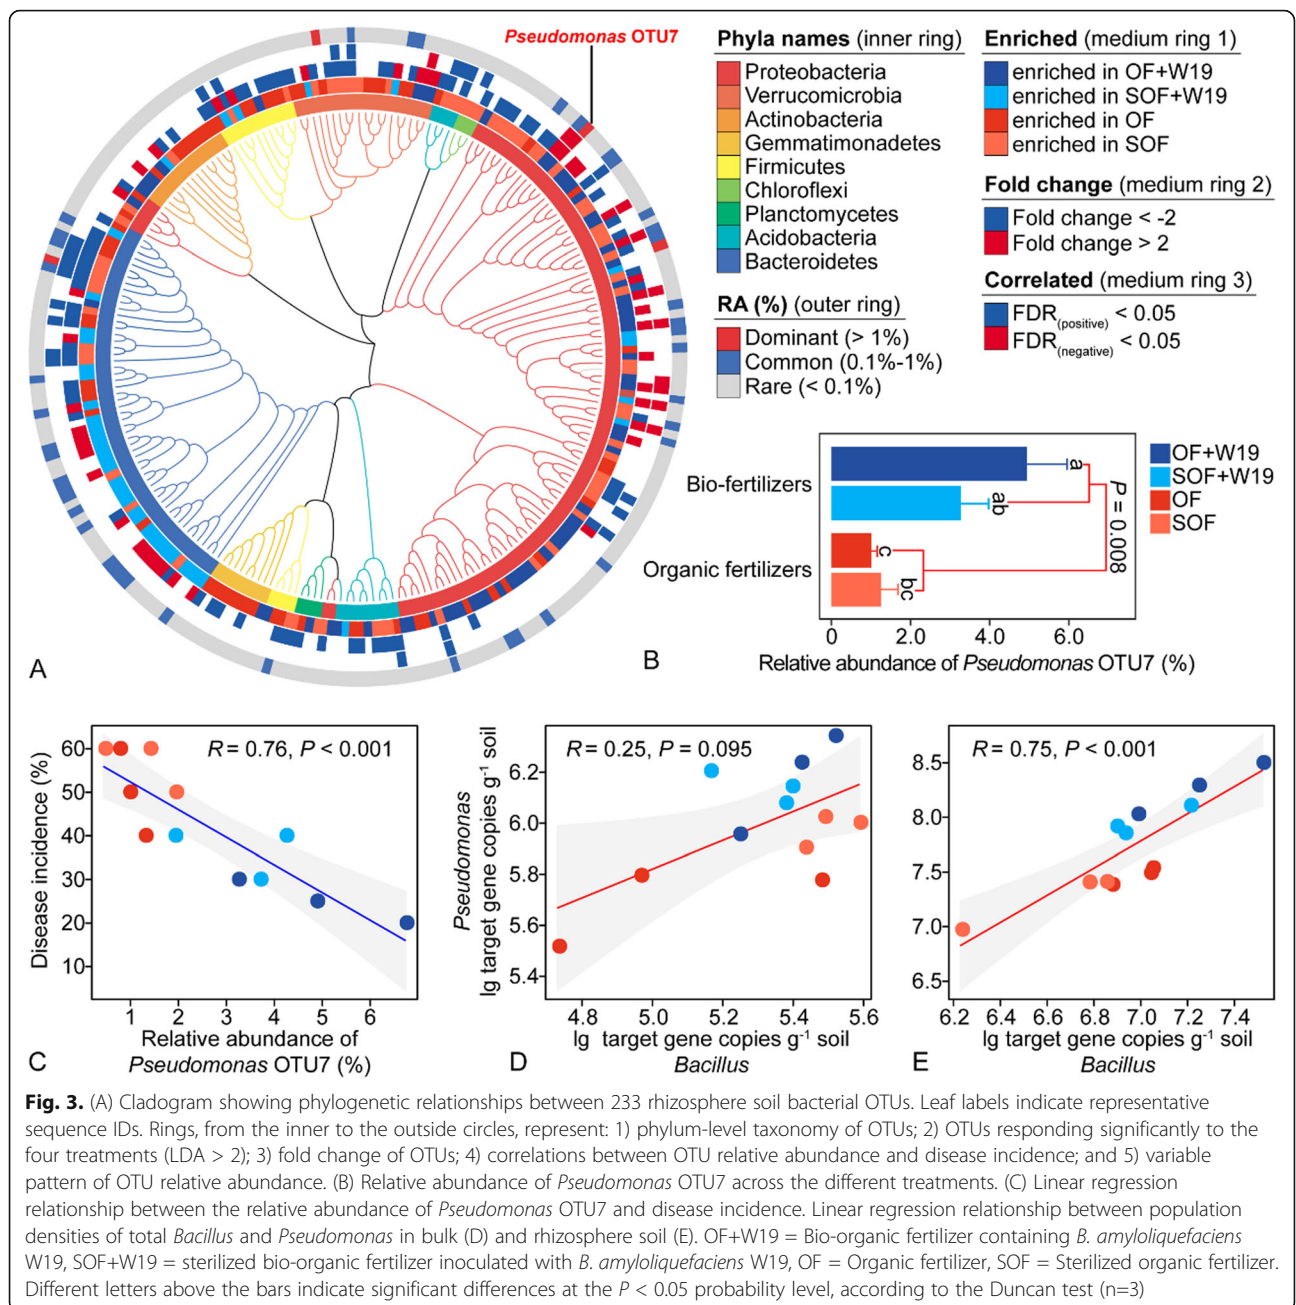 Pseudomonas OTU7
Phyla names (inner ring)
Proteobacteria
Verrucomicrobia
Actinobacteria
Gemmatimonadetes
Firmicutes
Chloroflexi
Planctomycetes
Acidobacteria
Bacteroidetes
RA (%) (outer ring)
Dominant (> 1%)
Common (0.1%-1%)
Rare (< 0.1%)
Enriched (medium ring 1)
enriched in OF+W19
enriched in SOF+W19
enriched in OF
enriched in SOF
Fold change (medium ring 2)
Fold change < -2
Fold change > 2
Correlated (medium ring 3)
FDR(positive) < 0.05
FDR(negative) < 0.05
A
Bio-fertilizers
Organic fertilizers
a
ab
c
bc
P = 0.008
OF+W19
SOF+W19
OF
SOF
0 2.0 4.0 6.0
B
Relative abundance of Pseudomonas OTU7 (%)
R = 0.76, P < 0.001
Disease incidence (%)
60
50
40
30
20
10
1 2 3 4 5 6
Relative abundance of
Pseudomonas OTU7 (%)
C
R = 0.25, P = 0.095
Pseudomonas
lg target gene copies g-1 soil
6.2
6.0
5.8
5.6
5.4
4.8 5.0 5.2 5.4 5.6
lg target gene copies g-1 soil
Bacillus
D
R = 0.75, P < 0.001
8.5
8.0
7.5
7.0
6.5
6.2 6.4 6.6 6.8 7.0 7.2 7.4
lg target gene copies g-1 soil
Bacillus
E
Fig. 3. (A) Cladogram showing phylogenetic relationships between 233 rhizosphere soil bacterial OTUs. Leaf labels indicate representative
sequence IDs. Rings, from the inner to the outside circles, represent: 1) phylum-level taxonomy of OTUs; 2) OTUs responding significantly to the
four treatments (LDA > 2); 3) fold change of OTUs; 4) correlations between OTU relative abundance and disease incidence; and 5) variable
pattern of OTU relative abundance. (B) Relative abundance of Pseudomonas OTU7 across the different treatments. (C) Linear regression
relationship between the relative abundance of Pseudomonas OTU7 and disease incidence. Linear regression relationship between population
densities of total Bacillus and Pseudomonas in bulk (D) and rhizosphere soil (E). OF+W19 = Bio-organic fertilizer containing B. amyloliquefaciens
W19, SOF+W19 = sterilized bio-organic fertilizer inoculated with B. amyloliquefaciens W19, OF = Organic fertilizer, SOF = Sterilized organic fertilizer.
Different letters above the bars indicate significant differences at the P < 0.05 probability level, according to the Duncan test (n=3)